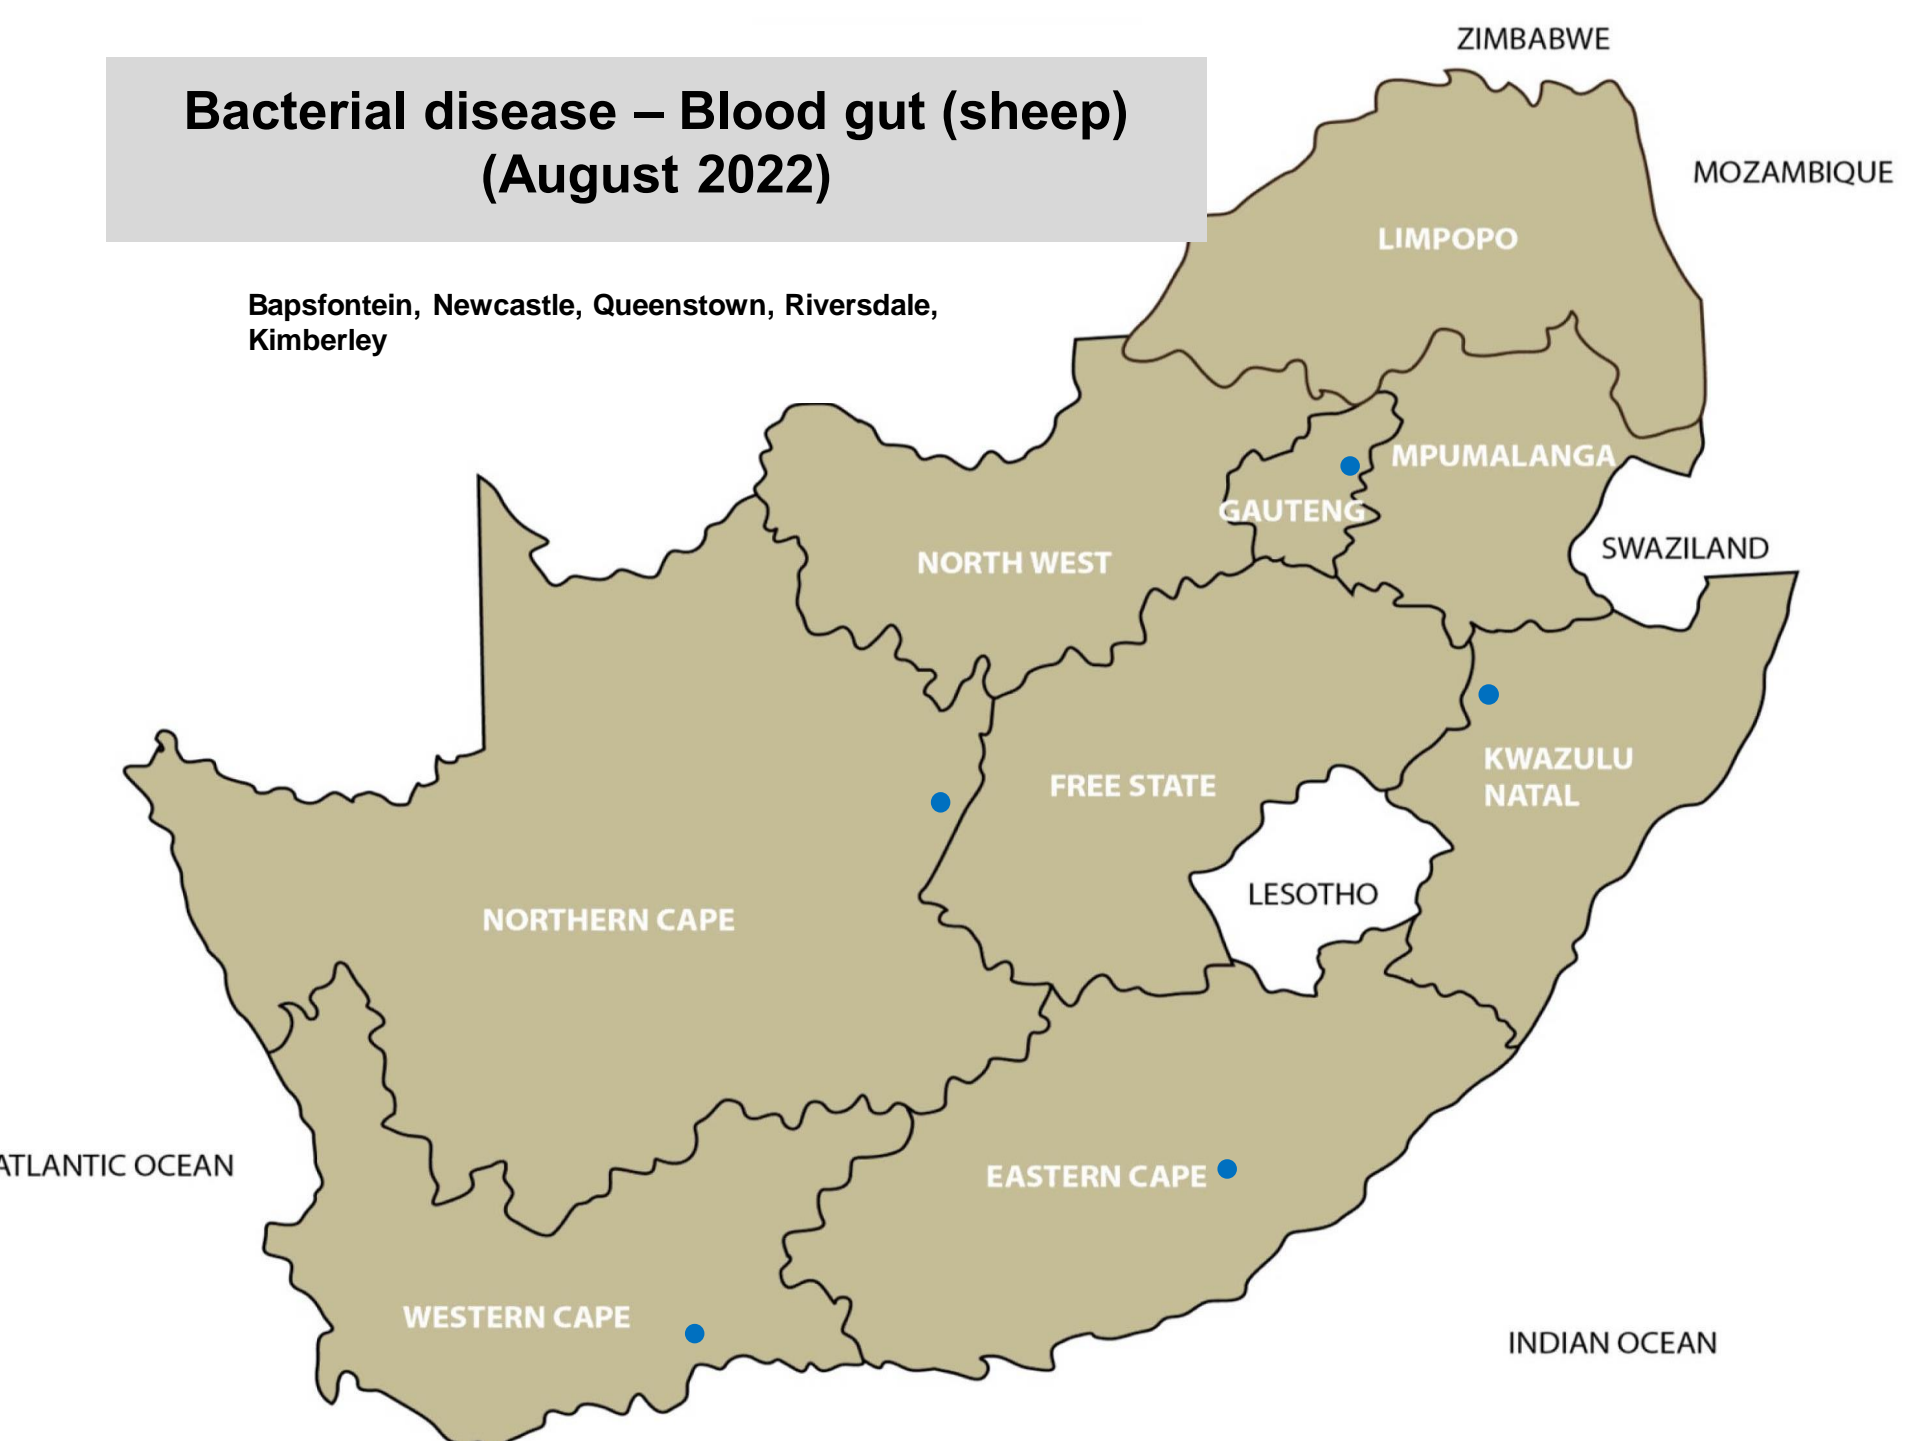 ZIMBABWE
Bacterial disease – Blood gut (sheep)
(August 2022)
MOZAMBIQUE
LIMPOPO
Bapsfontein, Newcastle, Queenstown, Riversdale,
Kimberley
MPUMALANGA
GAUTENG
SWAZILAND
NORTH WEST
KWAZULU
NATAL
FREE STATE
LESOTHO
NORTHERN CAPE
ATLANTIC OCEAN
EASTERN CAPE
WESTERN CAPE
INDIAN OCEAN